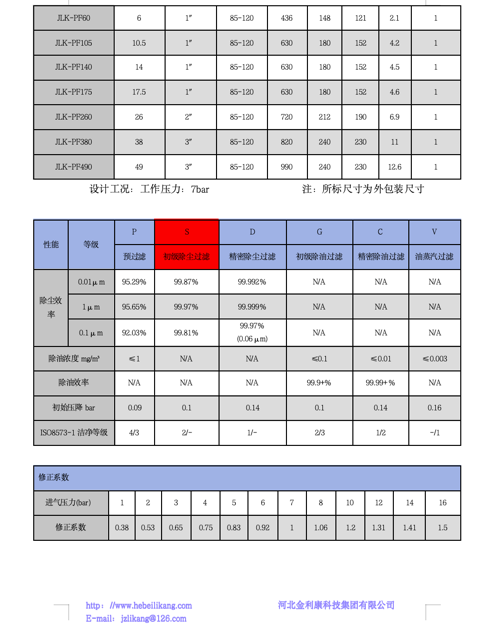 JLK-PF60 6 1″ 85-120 436 148 121 2.1 1
JLK-PF105 10.5 1″ 85-120 630 180 152 4.2 1
JLK-PF140 14 1″ 85-120 630 180 152 4.5 1
JLK-PF175 17.5 1″ 85-120 630 180 152 4.6 1
JLK-PF260 26 2″ 85-120 720 212 190 6.9 1
JLK-PF380 38 3″ 85-120 820 240 230 11 1
JLK-PF490 49 3″ 85-120 990 240 230 12.6 1
设计工况：工作压力：7bar 注：所标尺寸为外包装尺寸
性能 等级 P S D G C V
预过滤 初级除尘过滤 精密除尘过滤 初级除油过滤 精密除油过滤 油蒸汽过滤
除尘效率 0.01μm 95.29% 99.87% 99.992% N/A N/A N/A
1μm 95.65% 99.97% 99.999% N/A N/A N/A
0.1μm 92.03% 99.81% 99.97% (0.06μm) N/A N/A N/A
除油浓度 mg/m³ ≤1 N/A N/A ≤0.1 ≤0.01 ≤0.003
除油效率 N/A N/A N/A 99.9+% 99.99+% N/A
初始压降 bar 0.09 0.1 0.14 0.1 0.14 0.16
ISO8573-1 洁净等级 4/3 2/- 1/- 2/3 1/2 -/1
修正系数
进气压力(bar) 1 2 3 4 5 6 7 8 10 12 14 16
修正系数 0.38 0.53 0.65 0.75 0.83 0.92 1 1.06 1.2 1.31 1.41 1.5
http：//www.hebeilikang.com 河北金利康科技集团有限公司
E-mail：jzlikang@126.com